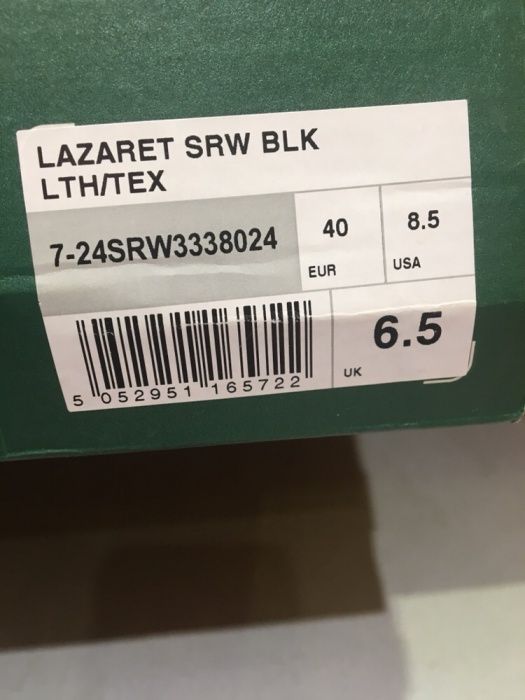 LAZARET SRW BLK
LTH/TEX
7-24SRW3338024
40
EUR
8.5
USA
5 052951 165722
6.5
UK